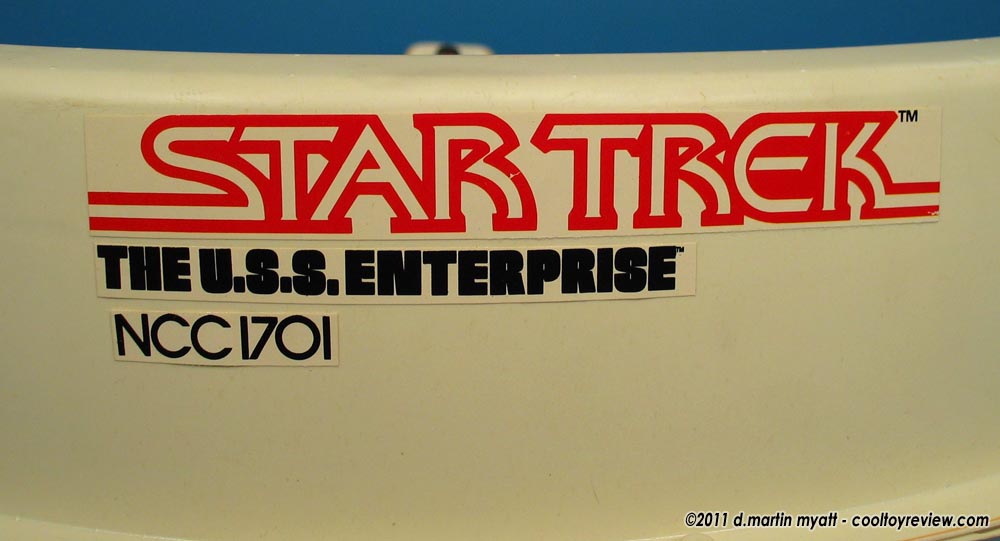 STAR TREK™
THE U.S.S. ENTERPRISE™
NCC 1701
©2011 d.martin myatt - cooltoyreview.com